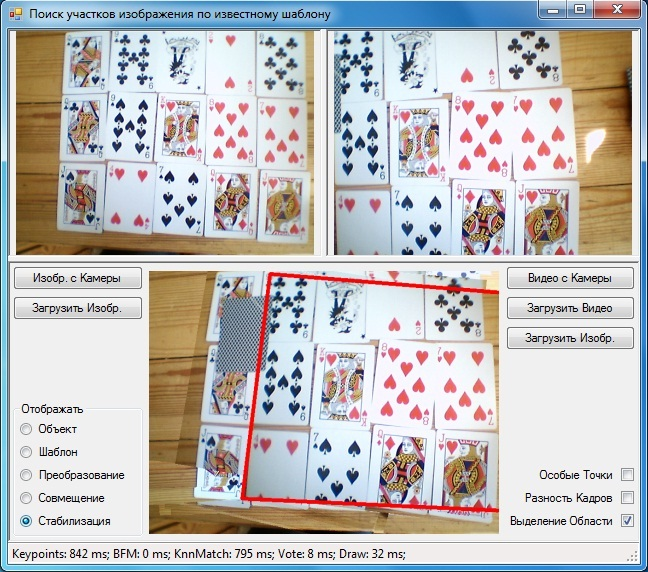 Поиск участков изображения по известному шаблону
Изобр. с Камеры
Загрузить Изобр.
Видео с Камеры
Загрузить Видео
Загрузить Изобр.
Отображать
Объект
Шаблон
Преобразование
Совмещение
Стабилизация
Особые Точки
Разность Кадров
Выделение Области
Keypoints: 842 ms; BFM: 0 ms; KnnMatch: 795 ms; Vote: 8 ms; Draw: 32 ms;